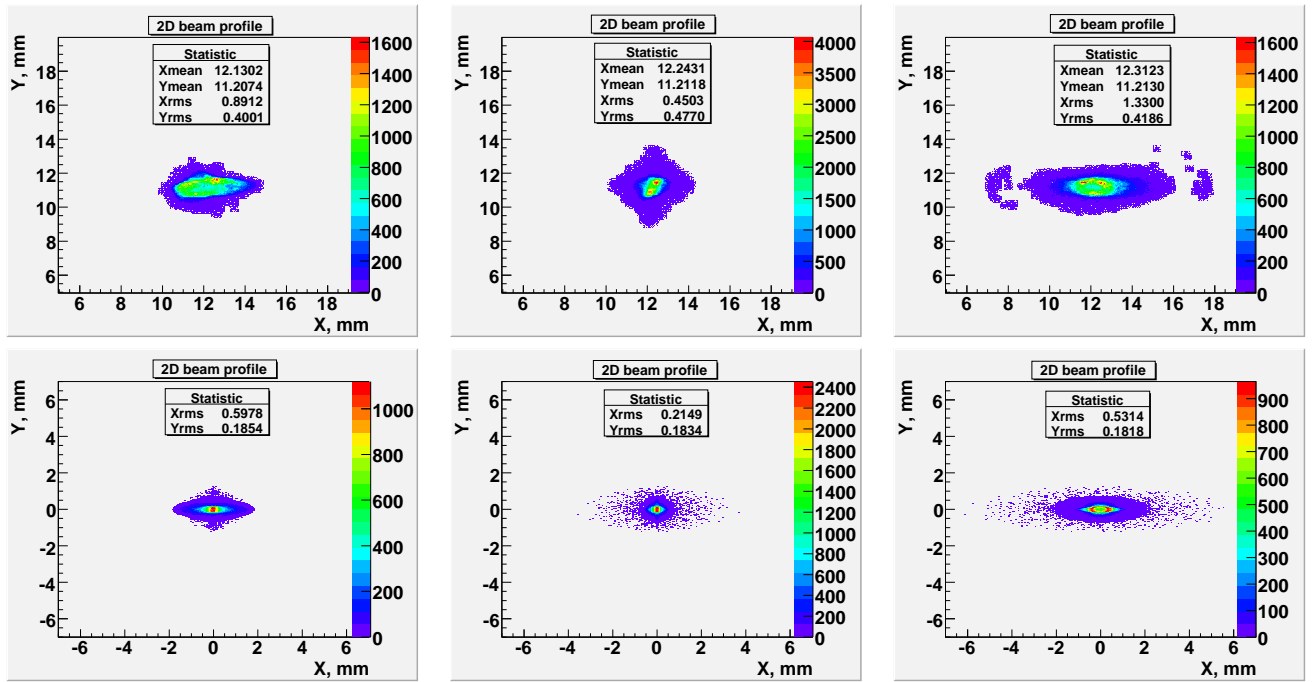 2D beam profile
Y, mm
Statistic
Xmean 12.1302
Ymean 11.2074
Xrms 0.8912
Yrms 0.4001
20
18
16
14
12
10
8
6
6 8 10 12 14 16 18
X, mm
1600
1400
1200
1000
800
600
400
200
0
2D beam profile
Y, mm
Statistic
Xmean 12.2431
Ymean 11.2118
Xrms 0.4503
Yrms 0.4770
20
18
16
14
12
10
8
6
6 8 10 12 14 16 18
X, mm
4000
3500
3000
2500
2000
1500
1000
500
0
2D beam profile
Y, mm
Statistic
Xmean 12.3123
Ymean 11.2130
Xrms 1.3300
Yrms 0.4186
20
18
16
14
12
10
8
6
6 8 10 12 14 16 18
X, mm
1600
1400
1200
1000
800
600
400
200
0
2D beam profile
Y, mm
Statistic
Xrms 0.5978
Yrms 0.1854
6
4
2
0
-2
-4
-6
-6 -4 -2 0 2 4 6
X, mm
1000
800
600
400
200
0
2D beam profile
Y, mm
Statistic
Xrms 0.2149
Yrms 0.1834
6
4
2
0
-2
-4
-6
-6 -4 -2 0 2 4 6
X, mm
2400
2200
2000
1800
1600
1400
1200
1000
800
600
400
200
0
2D beam profile
Y, mm
Statistic
Xrms 0.5314
Yrms 0.1818
6
4
2
0
-2
-4
-6
-6 -4 -2 0 2 4 6
X, mm
900
800
700
600
500
400
300
200
100
0